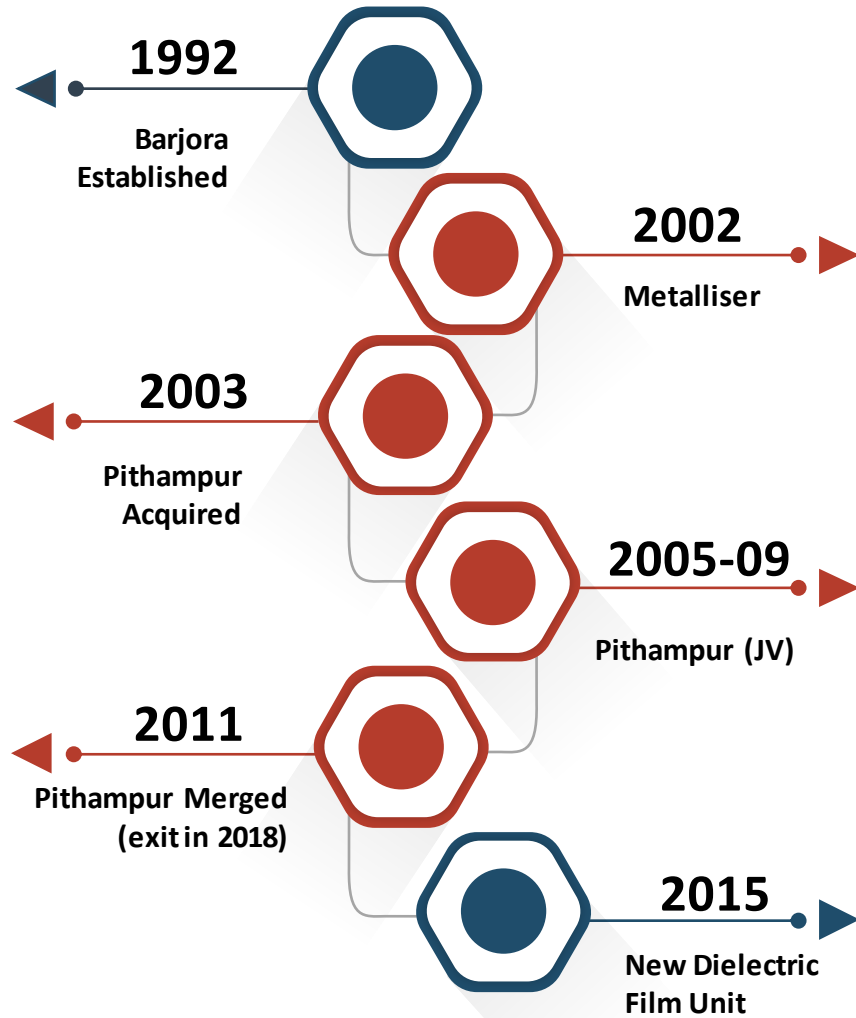 1992
Barjora
Established
2002
Metalliser
2003
Pithampur
Acquired
2005-09
Pithampur (JV)
2011
Pithampur Merged
(exit in 2018)
2015
New Dielectric
Film Unit